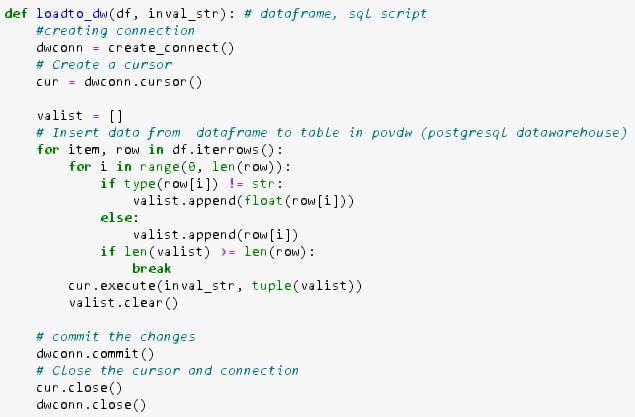 def loadto_dw(df, inval_str): # dataframe, sql script
    #creating connection
    dwconn = create_connect()
    # Create a cursor
    cur = dwconn.cursor()

    valist = []
    # Insert data from  dataframe to table in povdw (postgresql datawarehouse)
    for item, row in df.iterrows():
        for i in range(0, len(row)):
            if type(row[i]) != str:
                valist.append(float(row[i]))
            else:
                valist.append(row[i])
            if len(valist) >= len(row):
                break
        cur.execute(inval_str, tuple(valist))
        valist.clear()

    # commit the changes
    dwconn.commit()
    # Close the cursor and connection
    cur.close()
    dwconn.close()